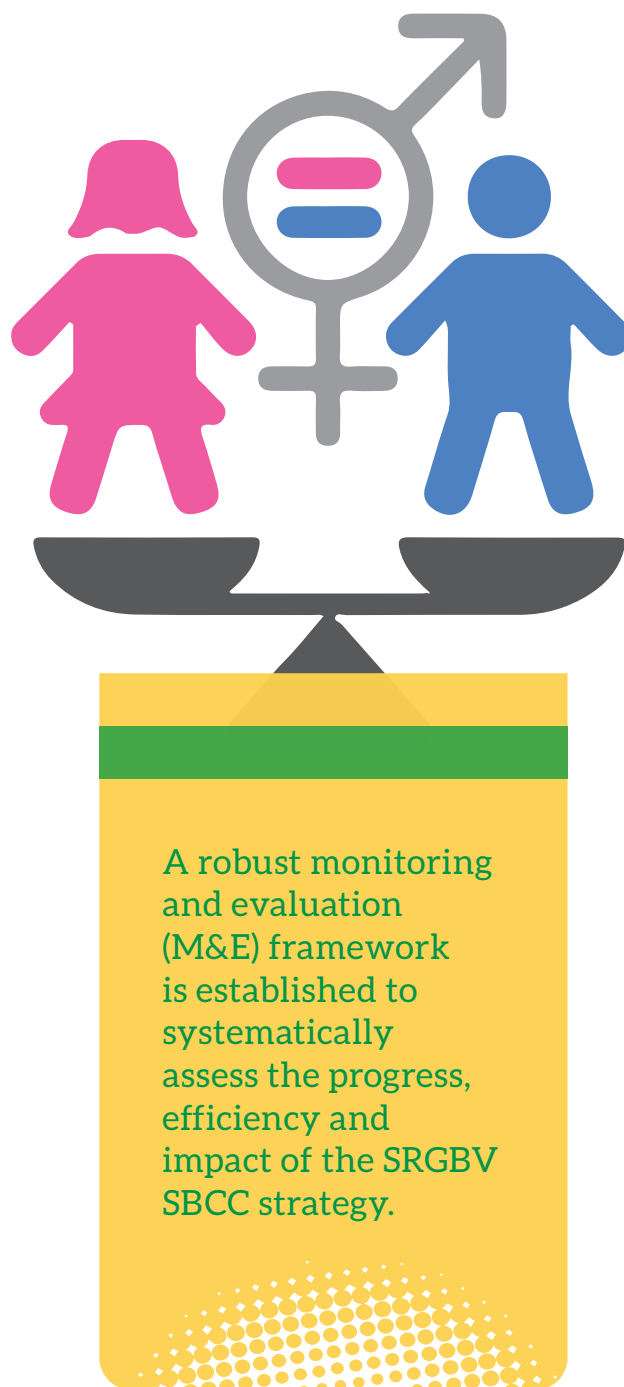 A robust monitoring
and evaluation
(M&E) framework
is established to
systematically
assess the progress,
efficiency and
impact of the SRGBV
SBCC strategy.